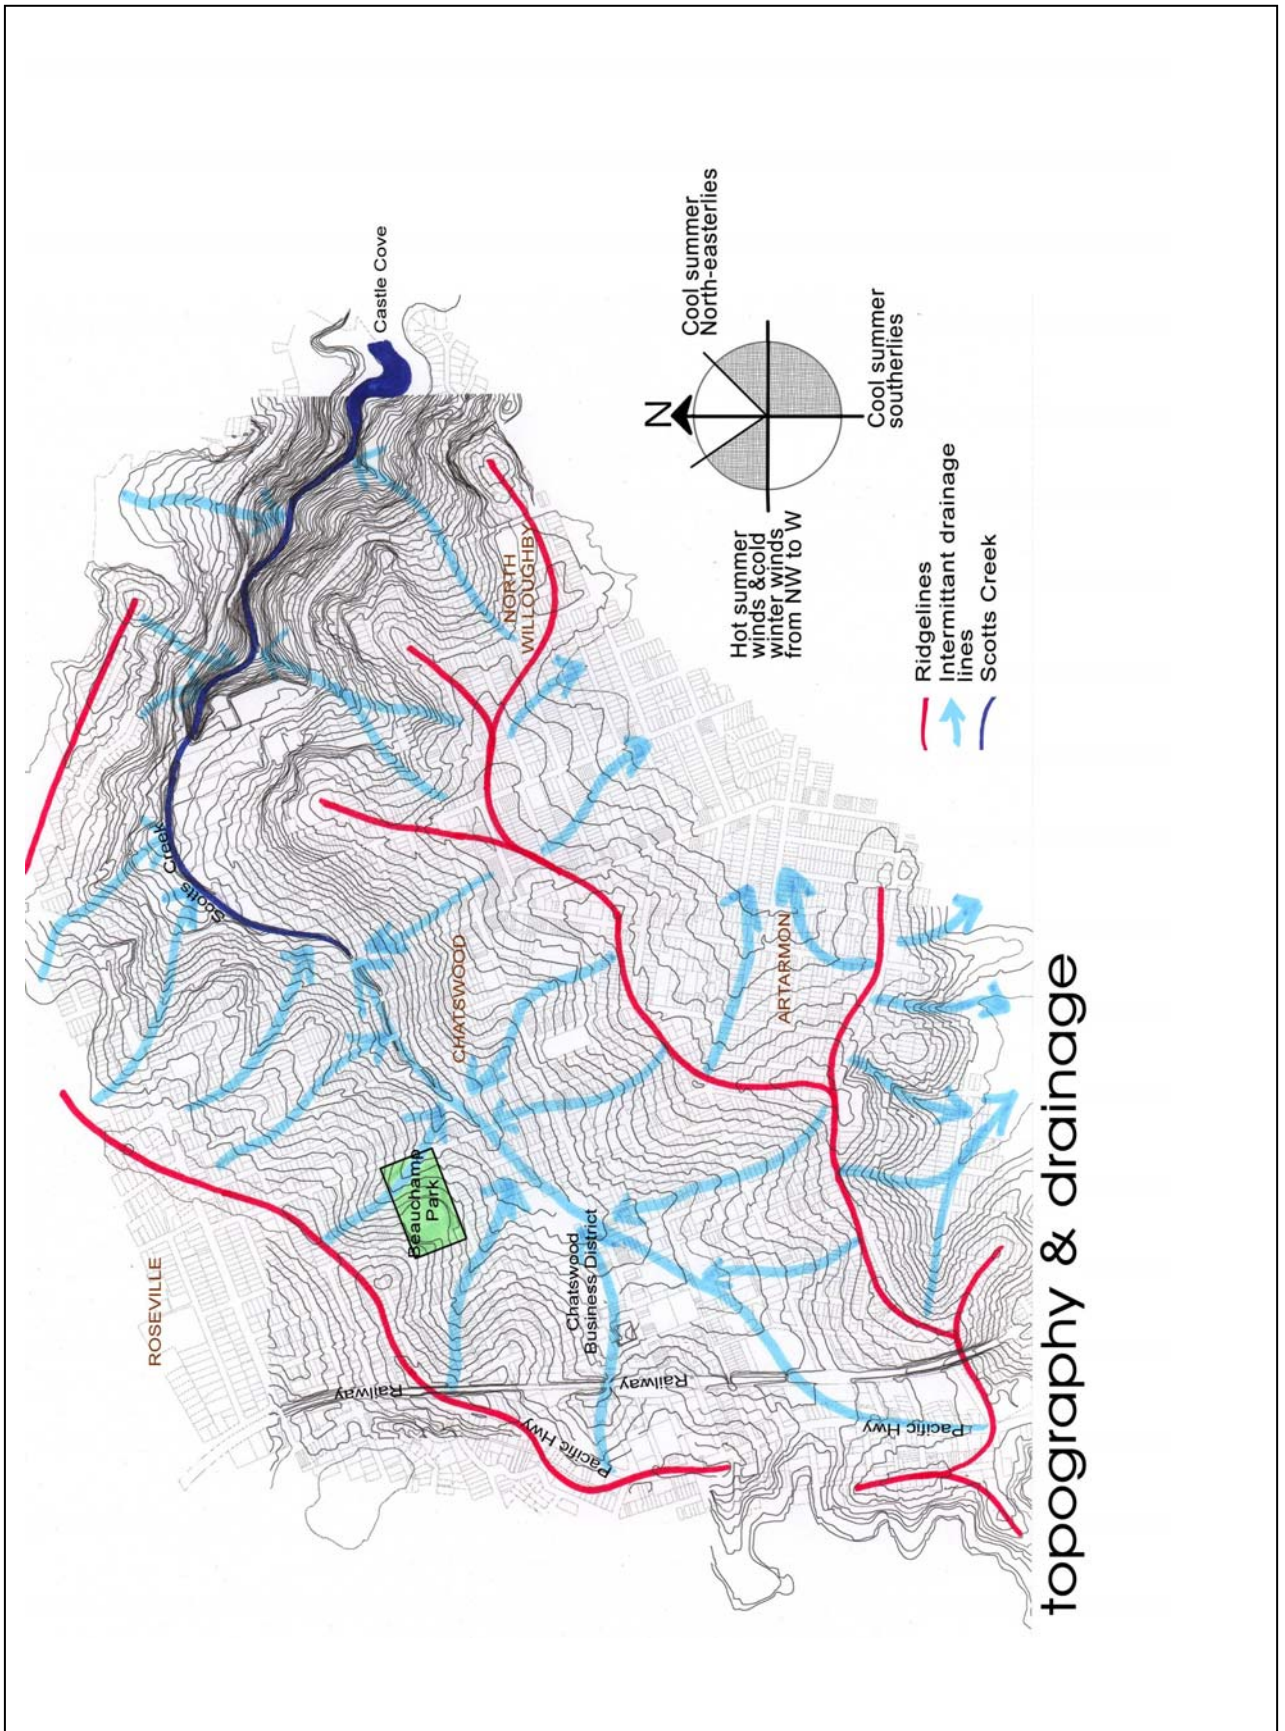 Castle Cove
NORTH
WILLOUGHBY
Scotts Creek
CHATSWOOD
ARTARMON
ROSEVILLE
Beauchamp
Park
Chatswood
Business District
Railway
Railway
Pacific Hwy
Pacific Hwy
N
Cool summer
North-easterlies
Cool summer
southerlies
Hot summer
winds &cold
winter winds
from NW to W
Ridgelines
Intermittant drainage
lines
Scotts Creek
topography & drainage